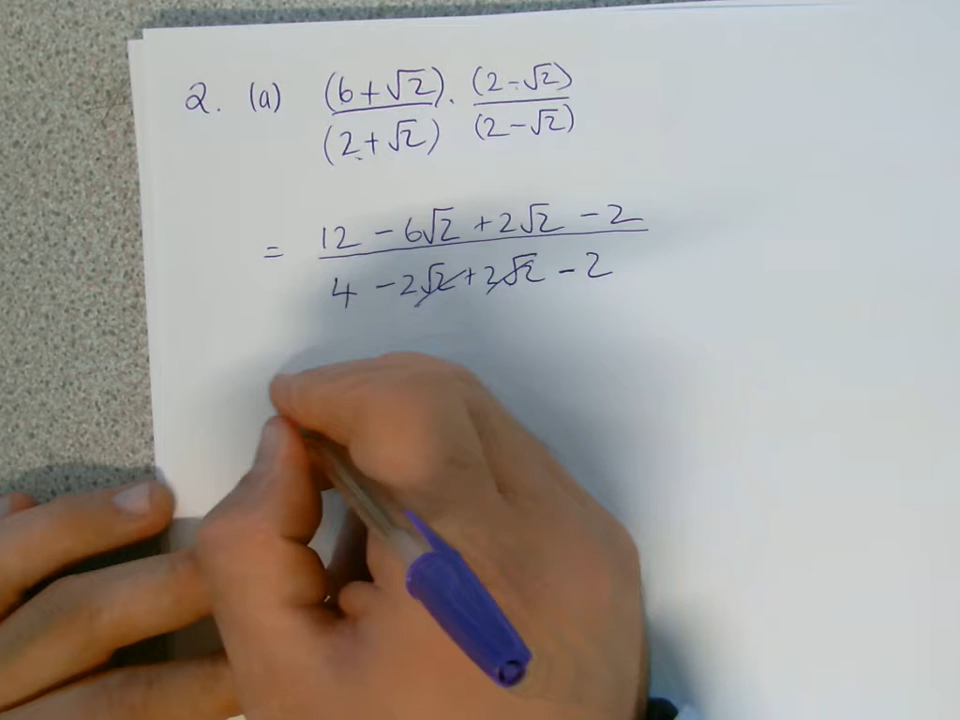 2. (a) (6+√2)/(2+√2) · (2-√2)/(2-√2)
= (12 - 6√2 + 2√2 - 2)/(4 - 2√2 + 2√2 - 2)